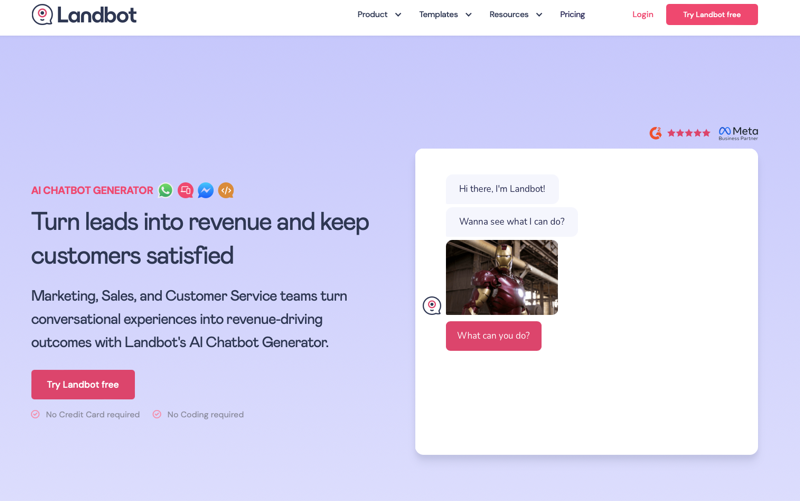 Landbot
Product
Templates
Resources
Pricing
Login
Try Landbot free
Meta
Business Partner
AI CHATBOT GENERATOR
Turn leads into revenue and keep
customers satisfied
Marketing, Sales, and Customer Service teams turn
conversational experiences into revenue-driving
outcomes with Landbot's AI Chatbot Generator.
Try Landbot free
No Credit Card required
No Coding required
Hi there, I'm Landbot!
Wanna see what I can do?
What can you do?